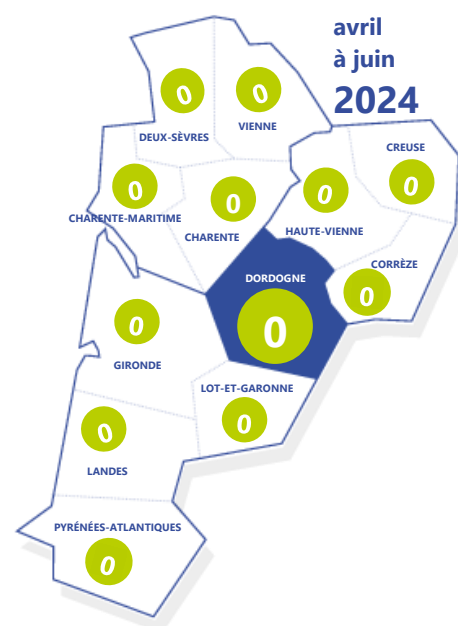 avril
à juin
2024
0
DEUX-SÈVRES
0
VIENNE
CREUSE
0
0
CHARENTE-MARITIME
0
CHARENTE
0
HAUTE-VIENNE
CORRÈZE
0
DORDOGNE
0
0
GIRONDE
LOT-ET-GARONNE
0
0
LANDES
PYRÉNÉES-ATLANTIQUES
0